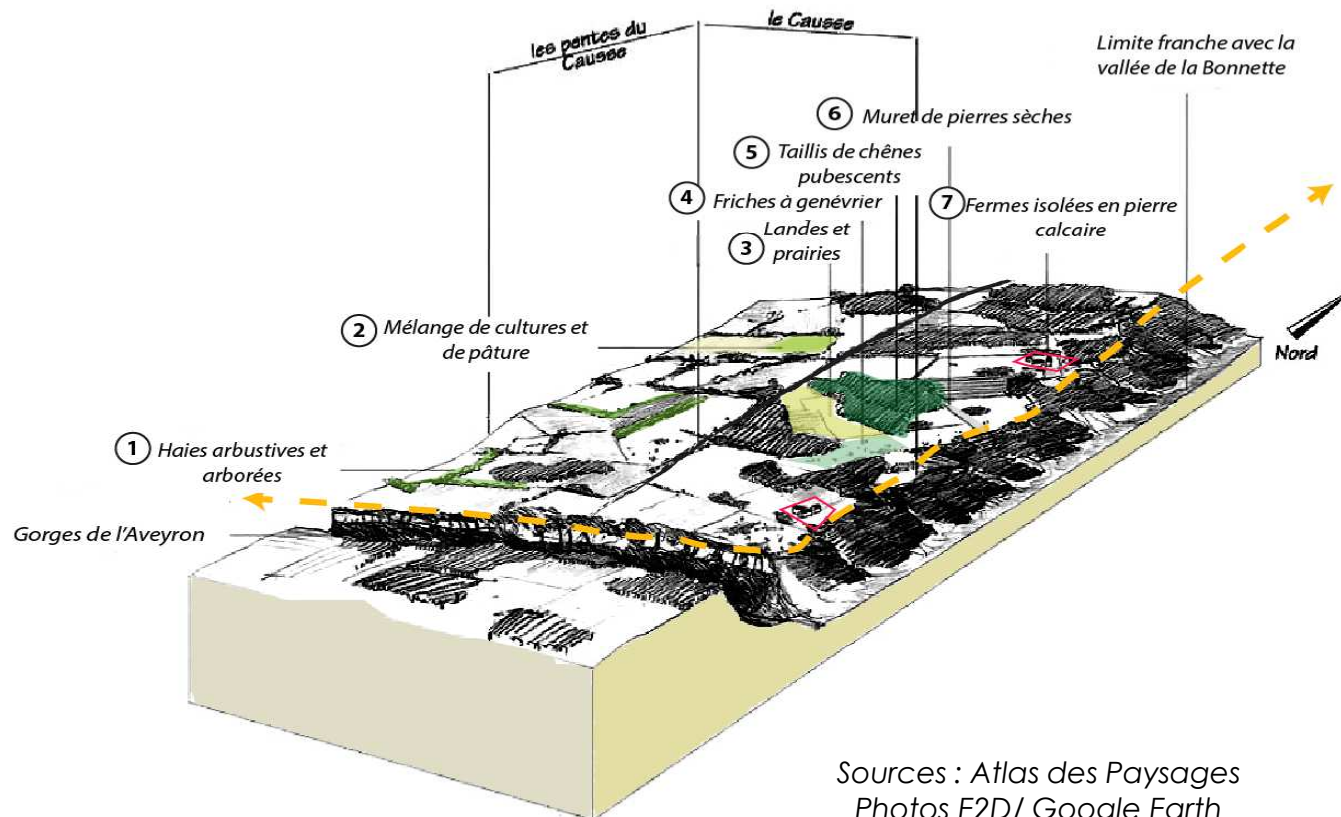 les pentes du
Causse
le Causse
Limite franche avec la
vallée de la Bonnette
6 Muret de pierres sèches
5 Taillis de chênes
pubescents
4 Friches à genévrier
7 Fermes isolées en pierre
calcaire
3 Landes et
prairies
2 Mélange de cultures et
de pâture
Nord
1 Haies arbustives et
arborées
Gorges de l'Aveyron
Sources : Atlas des Paysages
Photos E2D/ Google Earth